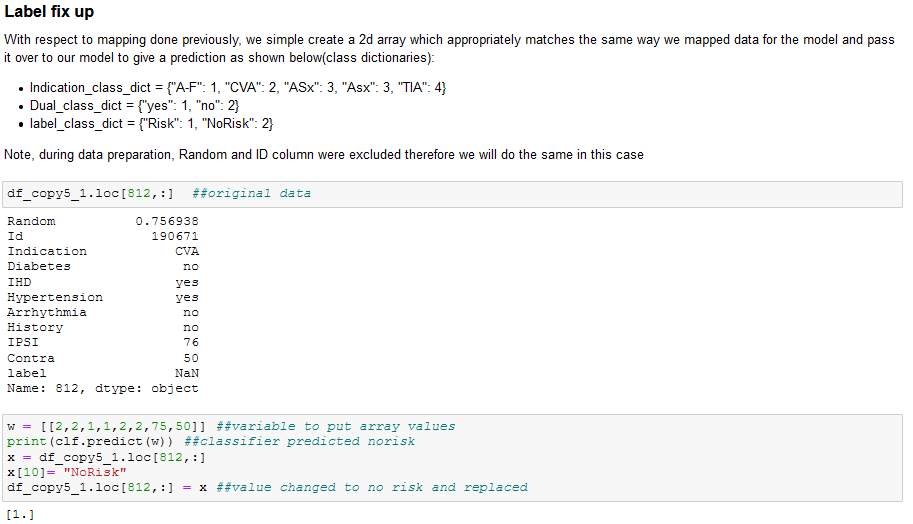 Label fix up
With respect to mapping done previously, we simple create a 2d array which appropriately matches the same way we mapped data for the model and pass
it over to our model to give a prediction as shown below(class dictionaries):
• Indication_class_dict = {"A-F": 1, "CVA": 2, "ASx": 3, "Asx": 3, "TIA": 4}
• Dual_class_dict = {"yes": 1, "no": 2}
• label_class_dict = {"Risk": 1, "NoRisk": 2}
Note, during data preparation, Random and ID column were excluded therefore we will do the same in this case
df_copy5_1.loc[812,:]  ##original data
Random 0.756938
Id 190671
Indication CVA
Diabetes no
IHD yes
Hypertension yes
Arrhythmia no
History no
IPSI 76
Contra 50
label NaN
Name: 812, dtype: object
w = [[2,2,1,1,2,2,75,50]] ##variable to put array values
print(clf.predict(w)) ##classifier predicted norisk
x = df_copy5_1.loc[812,:]
x[10]= "NoRisk"
df_copy5_1.loc[812,:] = x ##value changed to no risk and replaced
[1.]